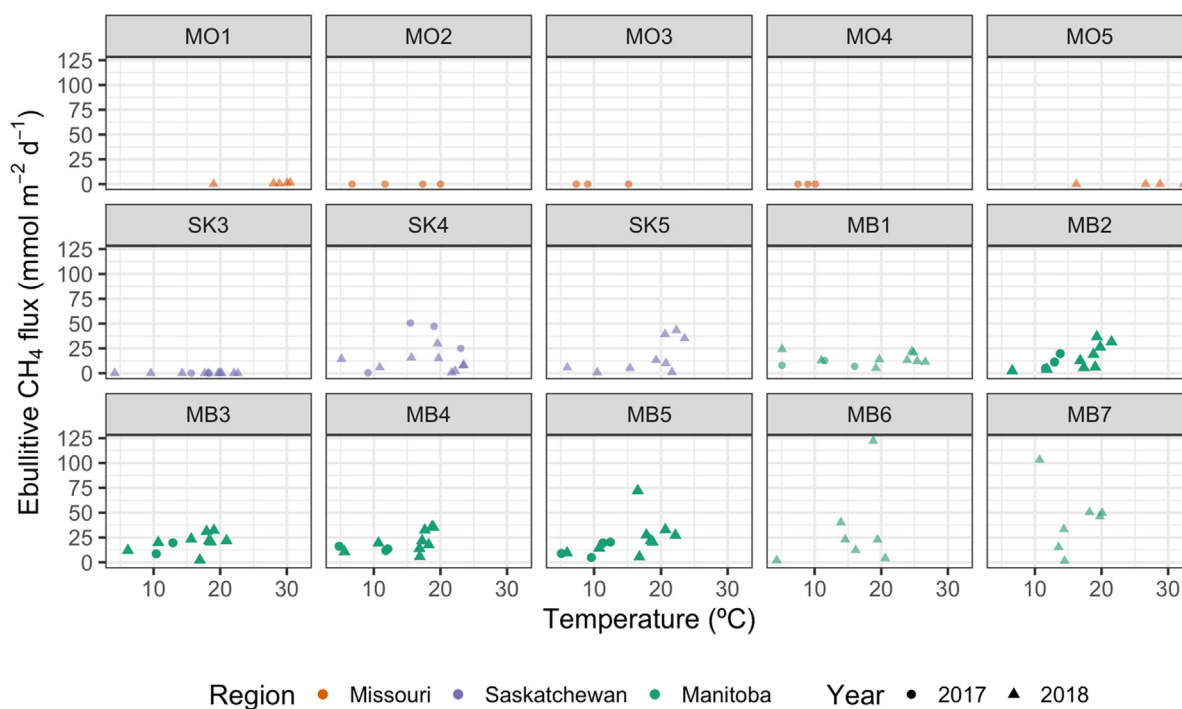 MO1 MO2 MO3 MO4 MO5
125
100
75
50
25
0
SK3 SK4 SK5 MB1 MB2
125
100
75
50
25
0
MB3 MB4 MB5 MB6 MB7
125
100
75
50
25
0
10 20 30 10 20 30 10 20 30 10 20 30 10 20 30
Ebullitive CH₄ flux (mmol m⁻² d⁻¹)
Temperature (ºC)
Region Missouri Saskatchewan Manitoba Year 2017 2018